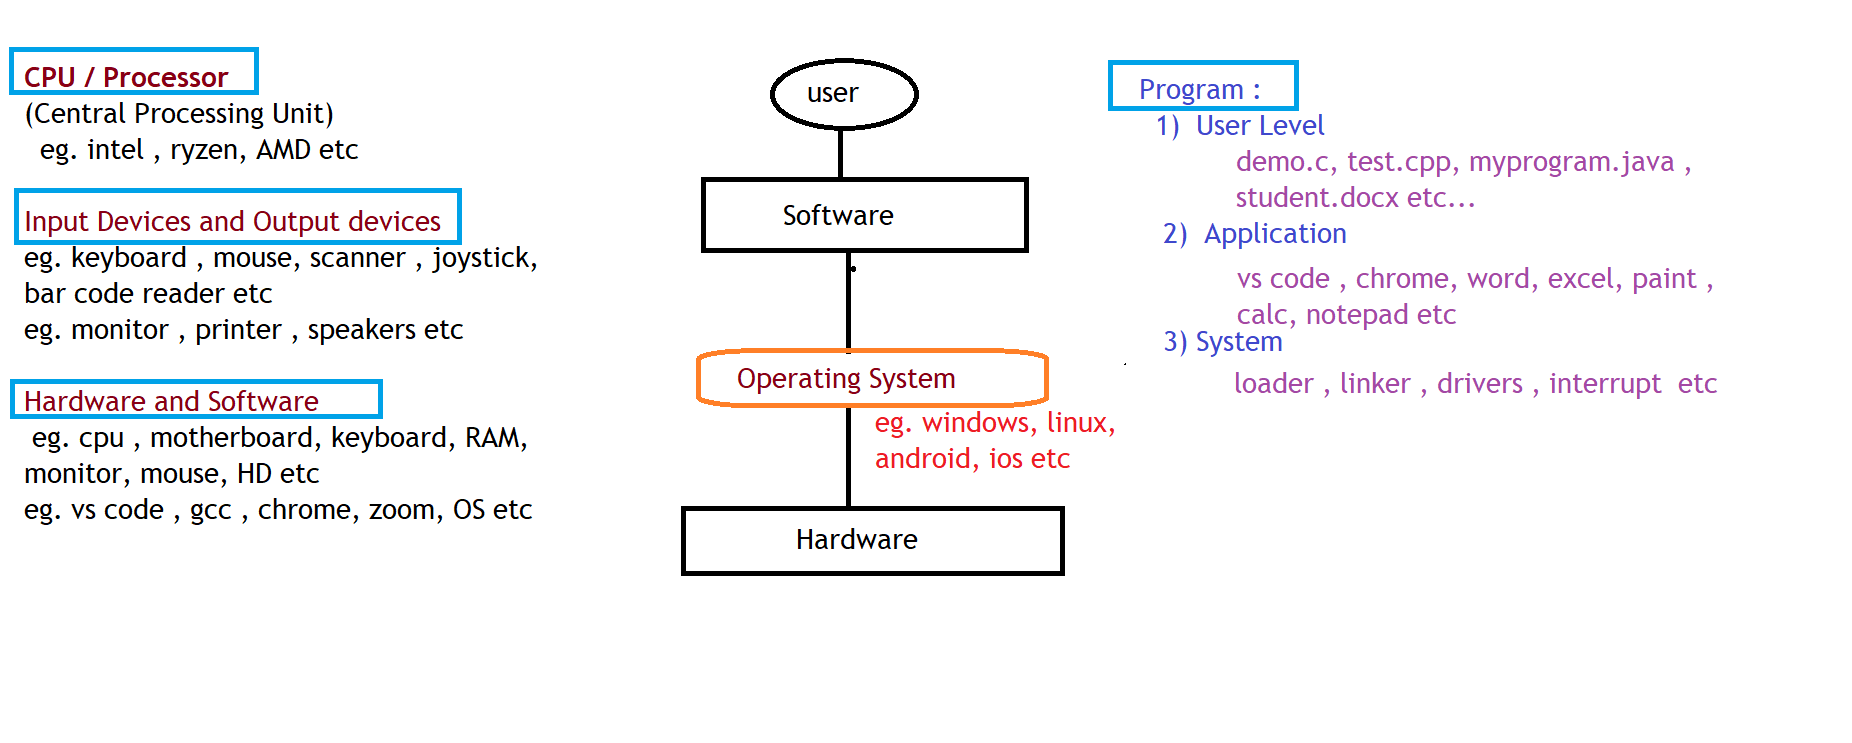 CPU / Processor
(Central Processing Unit)
eg. intel , ryzen, AMD etc
Input Devices and Output devices
eg. keyboard , mouse, scanner , joystick,
bar code reader etc
eg. monitor , printer , speakers etc
Hardware and Software
eg. cpu , motherboard, keyboard, RAM,
monitor, mouse, HD etc
eg. vs code , gcc , chrome, zoom, OS etc
user
Software
Operating System
eg. windows, linux,
android, ios etc
Hardware
Program :
1) User Level
demo.c, test.cpp, myprogram.java ,
student.docx etc...
2) Application
vs code , chrome, word, excel, paint ,
calc, notepad etc
3) System
loader , linker , drivers , interrupt etc